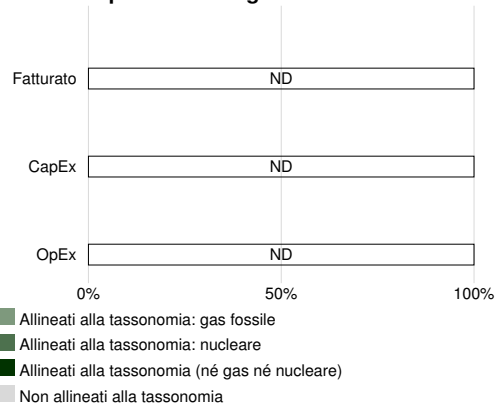 Fatturato
ND
CapEx
ND
OpEx
ND
0% 50% 100%
Allineati alla tassonomia: gas fossile
Allineati alla tassonomia: nucleare
Allineati alla tassonomia (né gas né nucleare)
Non allineati alla tassonomia